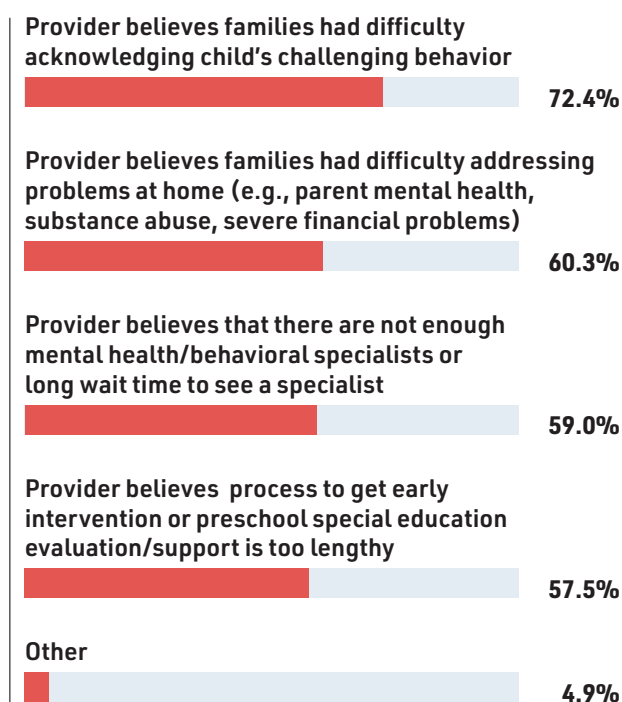 Provider believes families had difficulty
acknowledging child’s challenging behavior
72.4%
Provider believes families had difficulty addressing
problems at home (e.g., parent mental health,
substance abuse, severe financial problems)
60.3%
Provider believes that there are not enough
mental health/behavioral specialists or
long wait time to see a specialist
59.0%
Provider believes  process to get early
intervention or preschool special education
evaluation/support is too lengthy
57.5%
Other
4.9%